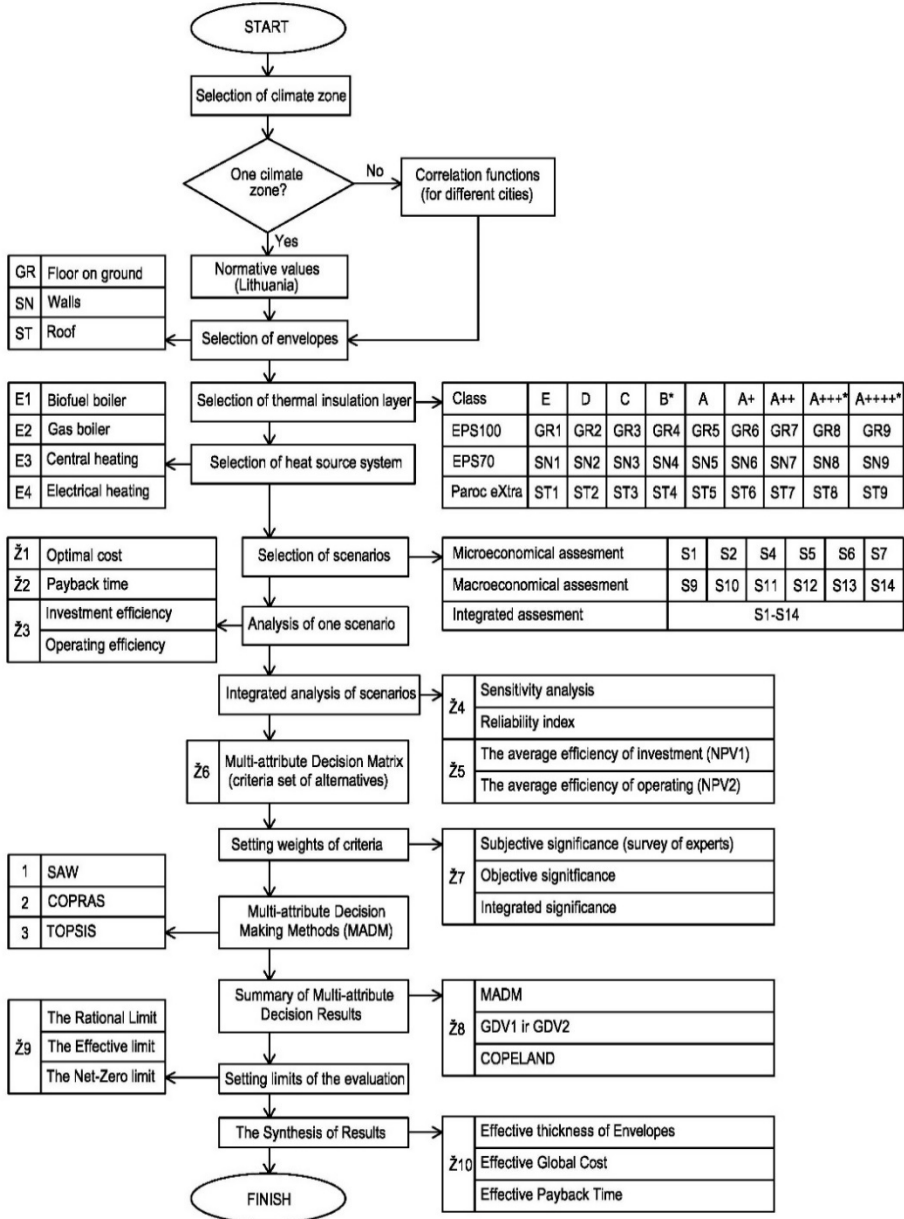 START
Selection of climate zone
One cilmate
zone?
No
Correlation functions
(for different cities)
Yes
Normative values
(Lithuania)
GR Floor on ground
SN Walls
ST Roof
Selection of envelopes
E1 Biofuel boiler
E2 Gas boiler
E3 Central heating
E4 Electrical heating
Selection of thermal insulation layer
Class E D C B* A A+ A++ A+++* A++++*
EPS100 GR1 GR2 GR3 GR4 GR5 GR6 GR7 GR8 GR9
EPS70 SN1 SN2 SN3 SN4 SN5 SN6 SN7 SN8 SN9
Paroc eXtra ST1 ST2 ST3 ST4 ST5 ST6 ST7 ST8 ST9
Selection of heat source system
Ž1 Optimal cost
Ž2 Payback time
Ž3 Investment efficiency
Operating efficiency
Selection of scenarios
Microeconomical assesment S1 S2 S4 S5 S6 S7
Macroeconomical assesment S9 S10 S11 S12 S13 S14
Integrated assesment S1-S14
Analysis of one scenario
Integrated analysis of scenarios
Ž4 Sensitivity analysis
Reliability index
Ž5 The average efficiency of investment (NPV1)
The average efficiency of operating (NPV2)
Ž6 Multi-attribute Decision Matrix
(criteria set of alternatives)
Setting weights of criteria
Ž7 Subjective significance (survey of experts)
Objective signitficance
Integrated significance
1 SAW
2 COPRAS
3 TOPSIS
Multi-attribute Decision
Making Methods (MADM)
Summary of Multi-attribute
Decision Results
Ž8 MADM
GDV1 ir GDV2
COPELAND
Ž9 The Rational Limit
The Effective limit
The Net-Zero limit
Setting limits of the evaluation
The Synthesis of Results
Ž10 Effective thickness of Envelopes
Effective Global Cost
Effective Payback Time
FINISH